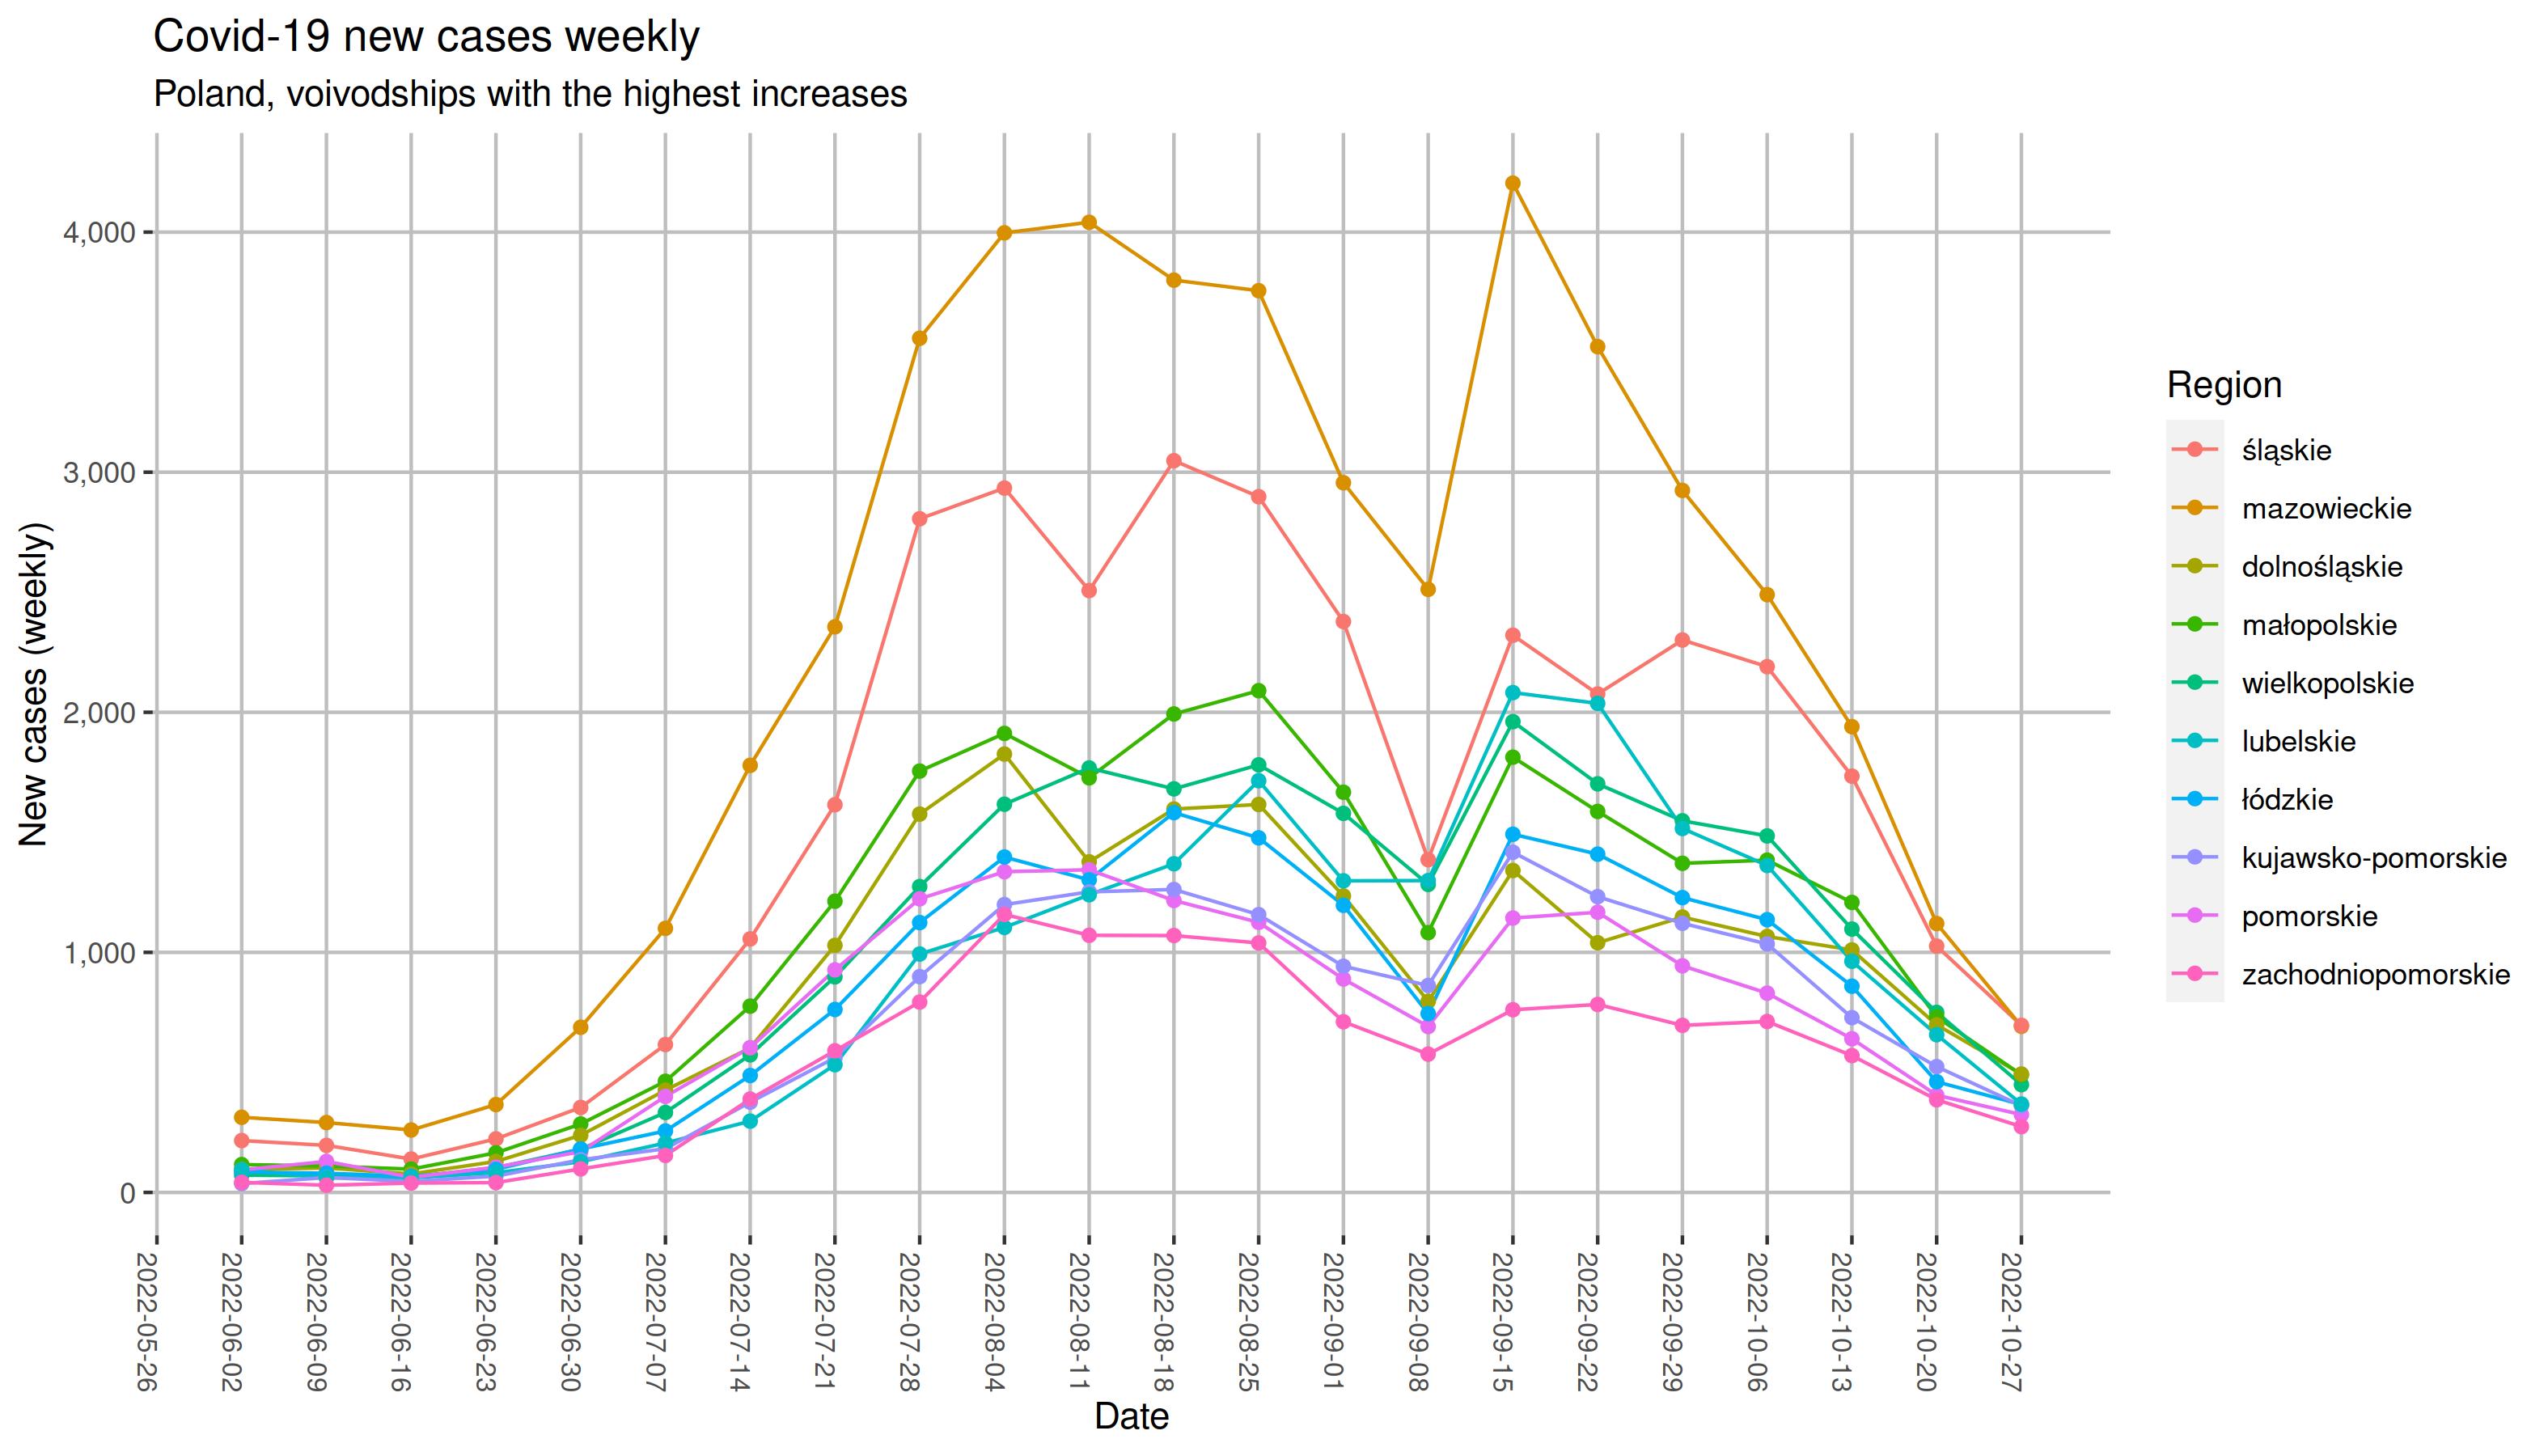 Covid-19 new cases weekly
Poland, voivodships with the highest increases
New cases (weekly)
4,000
3,000
2,000
1,000
0
2022-05-26
2022-06-02
2022-06-09
2022-06-16
2022-06-23
2022-06-30
2022-07-07
2022-07-14
2022-07-21
2022-07-28
2022-08-04
2022-08-11
2022-08-18
2022-08-25
2022-09-01
2022-09-08
2022-09-15
2022-09-22
2022-09-29
2022-10-06
2022-10-13
2022-10-20
2022-10-27
Date
Region
śląskie
mazowieckie
dolnośląskie
małopolskie
wielkopolskie
lubelskie
łódzkie
kujawsko-pomorskie
pomorskie
zachodniopomorskie